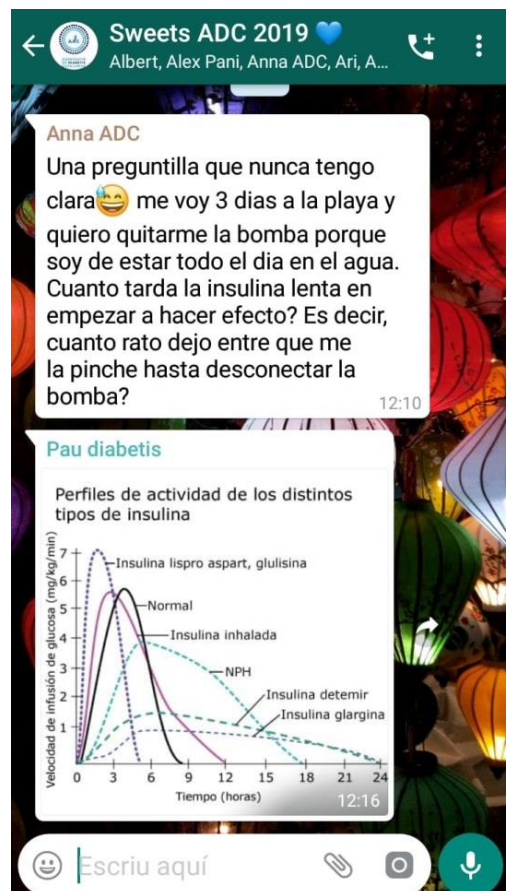 Sweets ADC 2019 💙
Albert, Alex Pani, Anna ADC, Ari, A...
Anna ADC
Una preguntilla que nunca tengo
clara😅 me voy 3 dias a la playa y
quiero quitarme la bomba porque
soy de estar todo el dia en el agua.
Cuanto tarda la insulina lenta en
empezar a hacer efecto? Es decir,
cuanto rato dejo entre que me
la pinche hasta desconectar la
bomba?
12:10
Pau diabetis
Perfiles de actividad de los distintos
tipos de insulina
Velocidad de infusión de glucosa (mg/kg/min)
7
6
5
4
3
2
1
Insulina lispro aspart, glulisina
Normal
Insulina inhalada
NPH
Insulina detemir
Insulina glargina
0 3 6 9 12 15 18 21 24
Tiempo (horas)
12:16
Escriu aquí